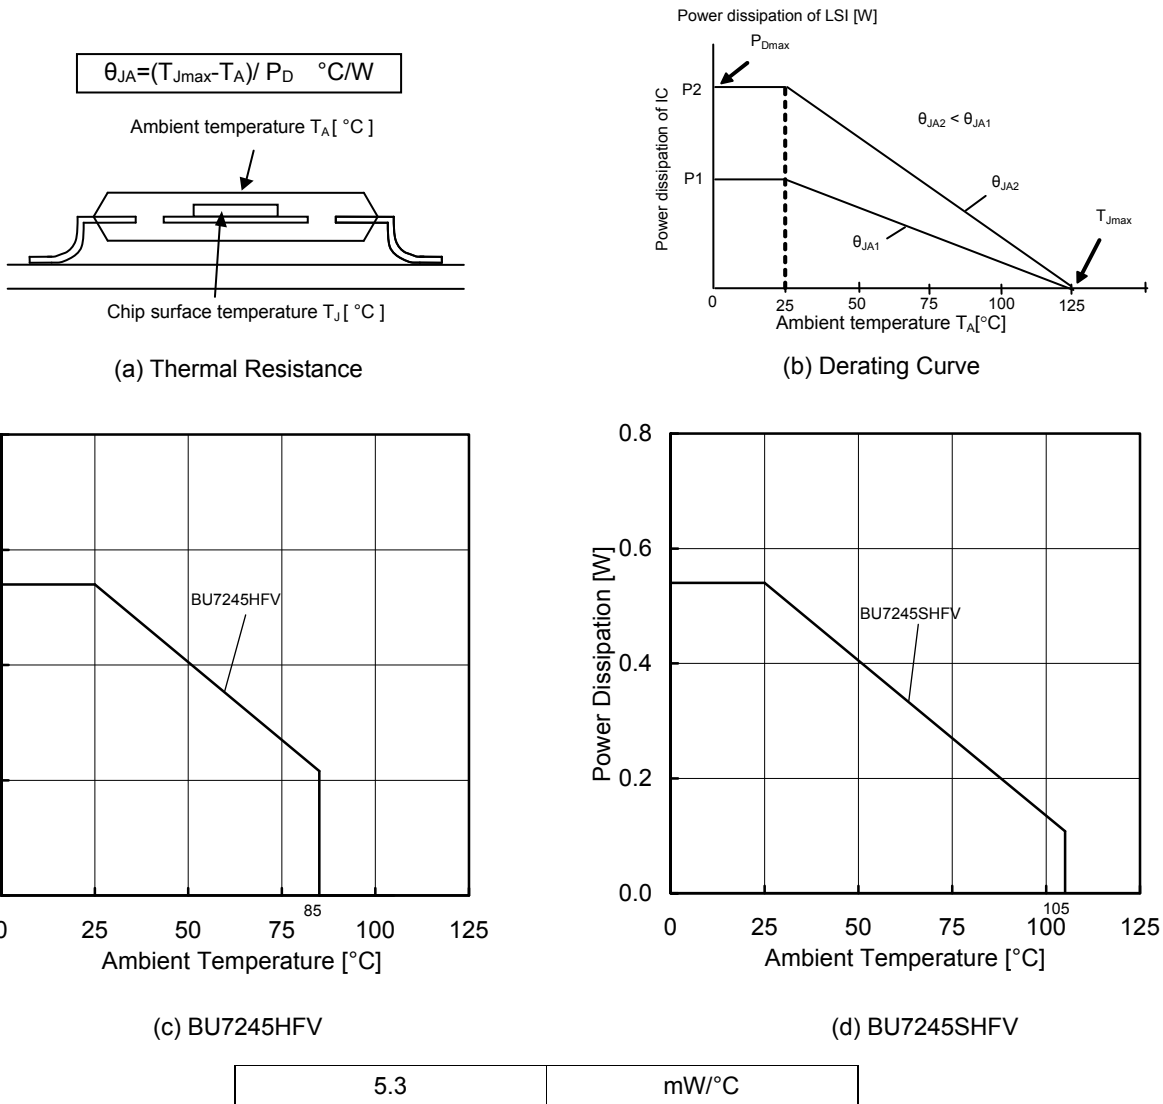 θJA=(TJmax-TA)/ PD °C/W
Ambient temperature TA [ °C ]
Chip surface temperature TJ [ °C ]
(a) Thermal Resistance
Power dissipation of LSI [W]
PDmax
P2
P1
Power dissipation of IC
θJA2 < θJA1
θJA2
θJA1
TJmax
0 25 50 75 100 125
Ambient temperature TA[°C]
(b) Derating Curve
BU7245HFV
85
0 25 50 75 100 125
Ambient Temperature [°C]
(c) BU7245HFV
0.8
0.6
0.4
0.2
0.0
Power Dissipation [W]
BU7245SHFV
105
0 25 50 75 100 125
Ambient Temperature [°C]
(d) BU7245SHFV
5.3 mW/°C